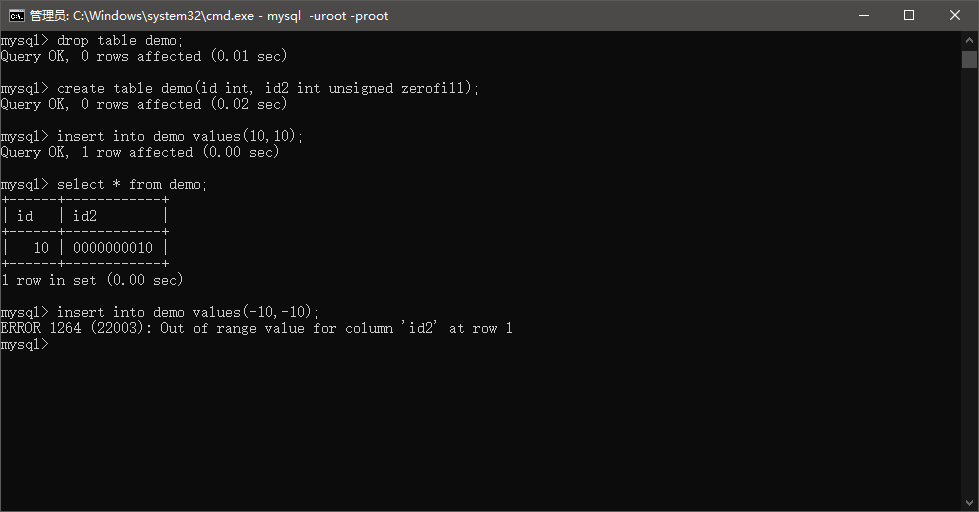 管理员: C:\Windows\system32\cmd.exe - mysql  -uroot -proot
mysql> drop table demo;
Query OK, 0 rows affected (0.01 sec)
mysql> create table demo(id int, id2 int unsigned zerofill);
Query OK, 0 rows affected (0.02 sec)
mysql> insert into demo values(10,10);
Query OK, 1 row affected (0.00 sec)
mysql> select * from demo;
+------+------------+
| id   | id2        |
+------+------------+
|   10 | 0000000010 |
+------+------------+
1 row in set (0.00 sec)
mysql> insert into demo values(-10,-10);
ERROR 1264 (22003): Out of range value for column 'id2' at row 1
mysql>